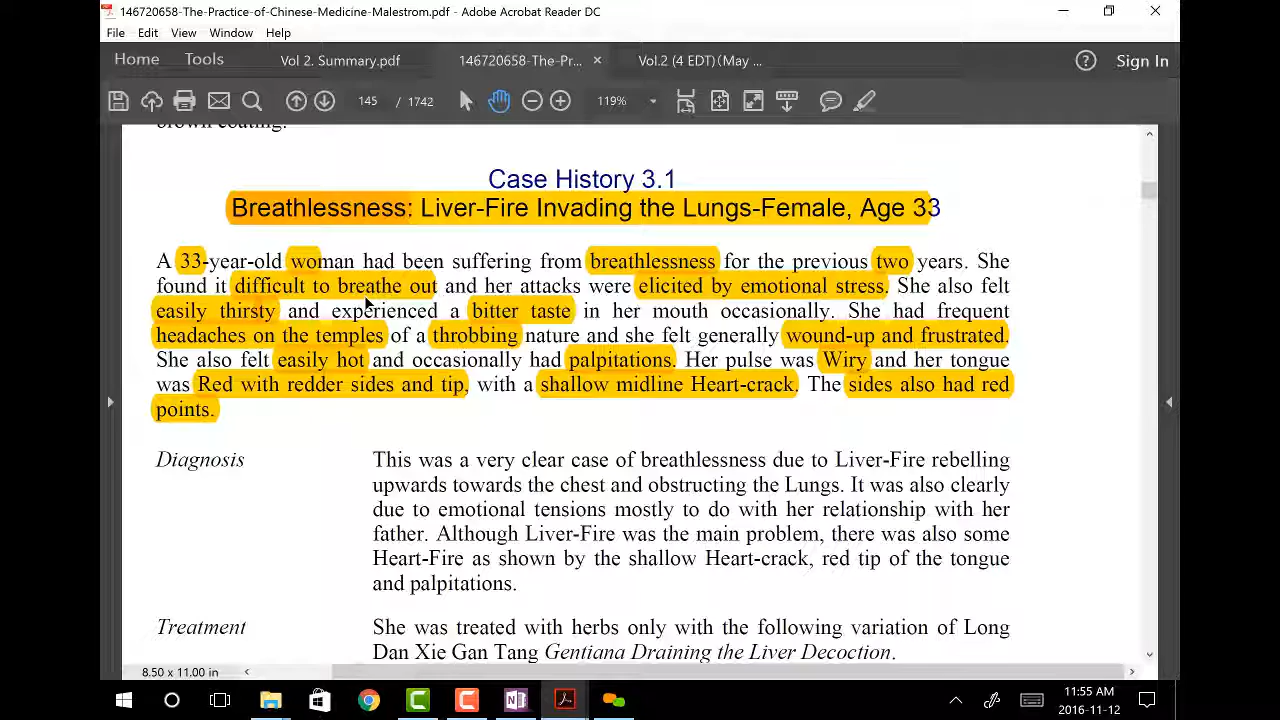 146720658-The-Practice-of-Chinese-Medicine-Malestrom.pdf - Adobe Acrobat Reader DC
File Edit View Window Help
Home Tools Vol 2. Summary.pdf 146720658-The-Pr... × Vol.2 (4 EDT)(May ... ? Sign In
145 / 1742 119%
brown coating.
Case History 3.1
Breathlessness: Liver-Fire Invading the Lungs-Female, Age 33
A 33-year-old woman had been suffering from breathlessness for the previous two years. She
found it difficult to breathe out and her attacks were elicited by emotional stress. She also felt
easily thirsty and experienced a bitter taste in her mouth occasionally. She had frequent
headaches on the temples of a throbbing nature and she felt generally wound-up and frustrated.
She also felt easily hot and occasionally had palpitations. Her pulse was Wiry and her tongue
was Red with redder sides and tip, with a shallow midline Heart-crack. The sides also had red
points.
Diagnosis This was a very clear case of breathlessness due to Liver-Fire rebelling
upwards towards the chest and obstructing the Lungs. It was also clearly
due to emotional tensions mostly to do with her relationship with her
father. Although Liver-Fire was the main problem, there was also some
Heart-Fire as shown by the shallow Heart-crack, red tip of the tongue
and palpitations.
Treatment She was treated with herbs only with the following variation of Long
Dan Xie Gan Tang Gentiana Draining the Liver Decoction.
8.50 x 11.00 in
11:55 AM
2016-11-12